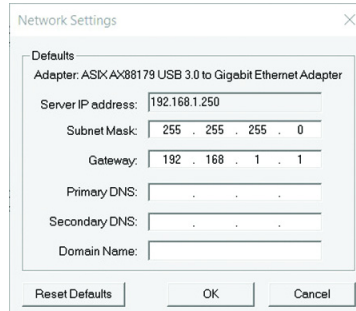 Network Settings
Defaults
Adapter: ASIX AX88179 USB 3.0 to Gigabit Ethernet Adapter
Server IP address: 192.168.1.250
Subnet Mask: 255 . 255 . 255 . 0
Gateway: 192 . 168 . 1 . 1
Primary DNS: . . .
Secondary DNS: . . .
Domain Name:
Reset Defaults OK Cancel